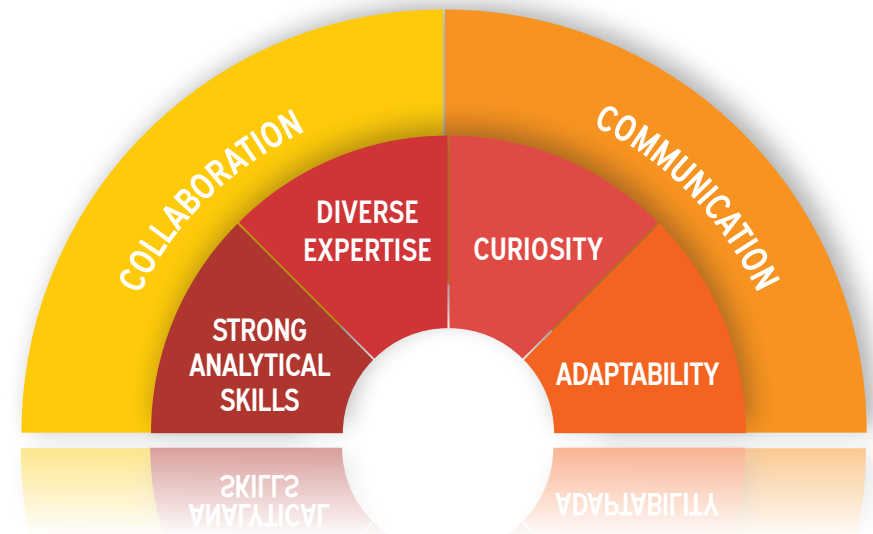 COLLABORATION
COMMUNICATION
DIVERSE
EXPERTISE
CURIOSITY
STRONG
ANALYTICAL
SKILLS
ADAPTABILITY